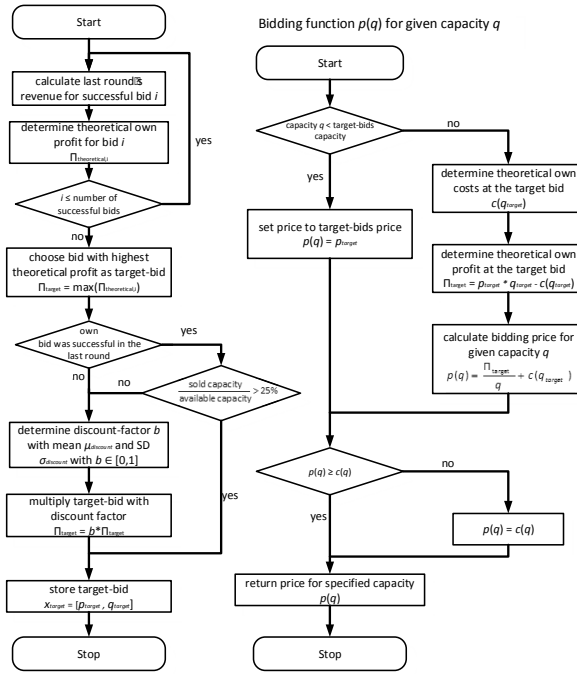 Start
calculate last round s
revenue for successful bid i
determine theoretical own
profit for bid i
Πtheoretical,i
yes
i ≤ number of
successful bids
no
choose bid with highest
theoretical profit as target-bid
Πtarget = max(Πtheoretical,i)
own
bid was successful in the
last round
yes
no
no
sold capacity
available capacity
> 25%
determine discount-factor b
with mean μdiscount and SD
σdiscount with b ∈ [0,1]
yes
multiply target-bid with
discount factor
Πtarget = b*Πtarget
store target-bid
xtarget = [ptarget , qtarget]
Stop
Bidding function p(q) for given capacity q
Start
capacity q < target-bids
capacity
no
yes
determine theoretical own
costs at the target bid
c(qtarget)
set price to target-bids price
p(q) = ptarget
determine theoretical own
profit at the target bid
Πtarget = ptarget * qtarget - c(qtarget)
calculate bidding price for
given capacity q
p(q) = Πtarget / q + c(qtarget )
p(q) ≥ c(q)
no
yes
p(q) = c(q)
return price for specified capacity
p(q)
Stop